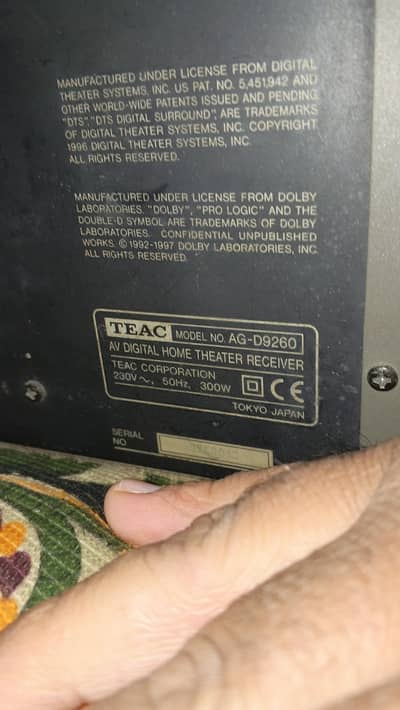 MANUFACTURED UNDER LICENSE FROM DIGITAL
THEATER SYSTEMS, INC. US PAT. NO. 5,451,942 AND
OTHER WORLD-WIDE PATENTS ISSUED AND PENDING.
"DTS", "DTS DIGITAL SURROUND", ARE TRADEMARKS
OF DIGITAL THEATER SYSTEMS, INC. COPYRIGHT
1996 DIGITAL THEATER SYSTEMS, INC.
ALL RIGHTS RESERVED.
MANUFACTURED UNDER LICENSE FROM DOLBY
LABORATORIES. "DOLBY", "PRO LOGIC" AND THE
DOUBLE-D SYMBOL ARE TRADEMARKS OF DOLBY
LABORATORIES. CONFIDENTIAL UNPUBLISHED
WORKS. © 1992-1997 DOLBY LABORATORIES, INC.
ALL RIGHTS RESERVED.
TEAC MODEL NO. AG-D9260
AV DIGITAL HOME THEATER RECEIVER
TEAC CORPORATION
230V ~, 50Hz, 300W CE
TOKYO JAPAN
SERIAL
NO